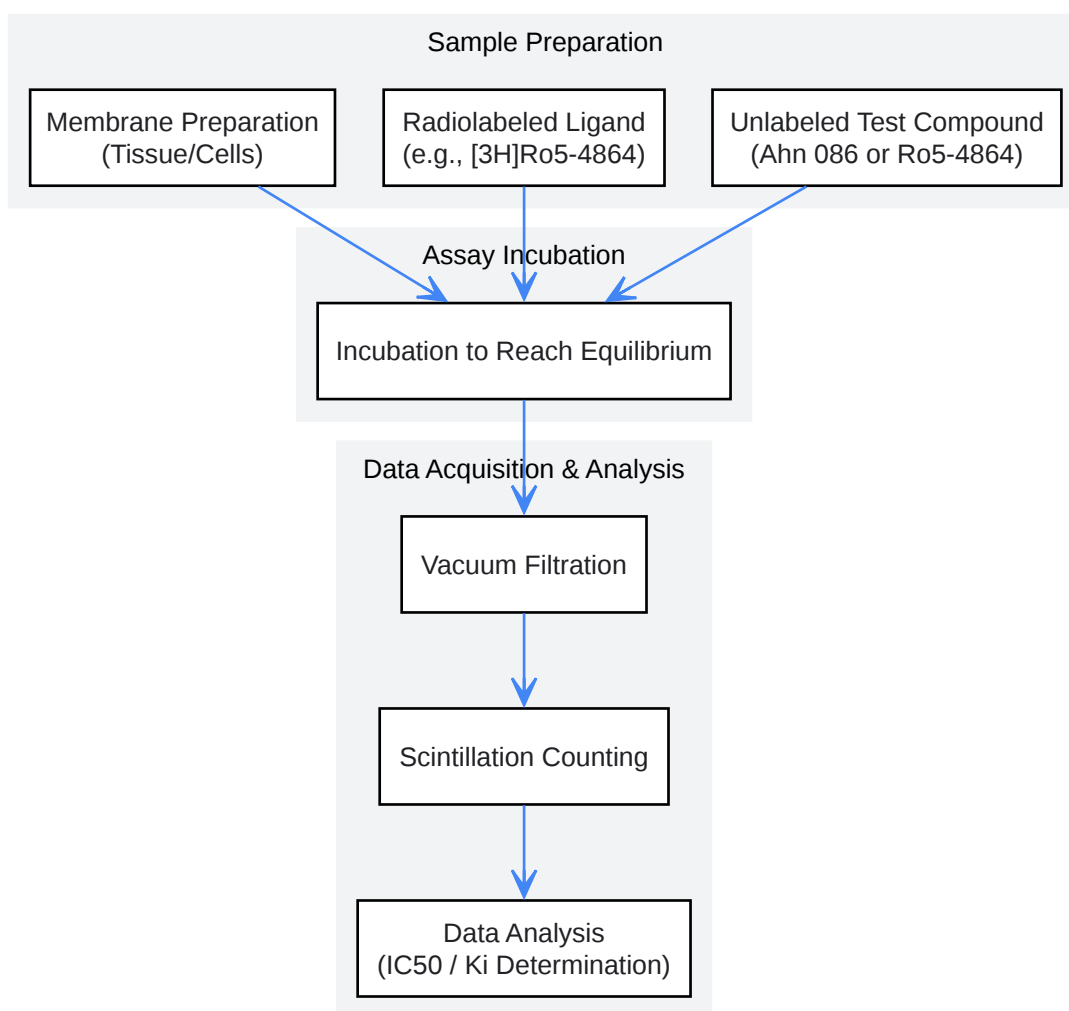 Sample Preparation
Membrane Preparation
(Tissue/Cells)
Radiolabeled Ligand
(e.g., [3H]Ro5-4864)
Unlabeled Test Compound
(Ahn 086 or Ro5-4864)
Assay Incubation
Incubation to Reach Equilibrium
Data Acquisition & Analysis
Vacuum Filtration
Scintillation Counting
Data Analysis
(IC50 / Ki Determination)